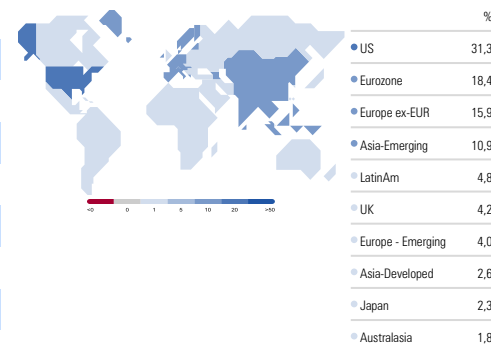 %
US 31,3
Eurozone 18,4
Europe ex-EUR 15,9
Asia-Emerging 10,9
LatinAm 4,8
UK 4,2
Europe - Emerging 4,0
Asia-Developed 2,6
Japan 2,3
Australasia 1,8
<0 0 1 5 10 20 >50